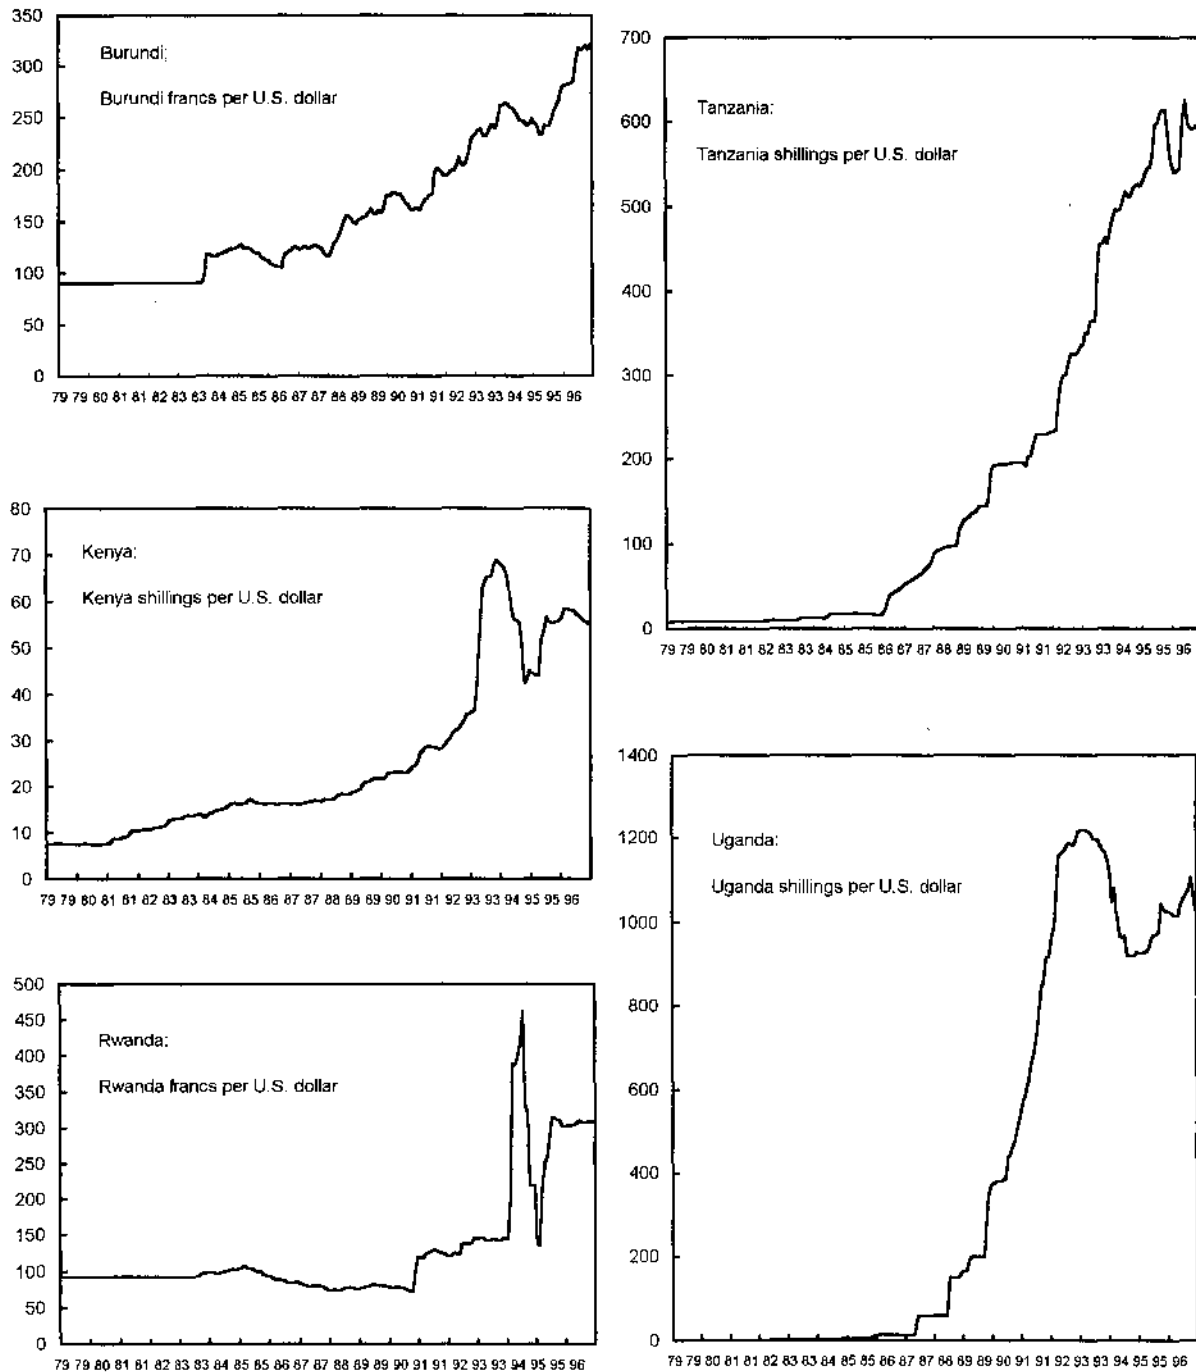 350
300
250
200
150
100
50
0
Burundi;
Burundi francs per U.S. dollar
79 79 80 81 81 82 83 83 84 85 85 86 87 87 88 89 90 91 92 93 93 94 95 95 96
80
70
60
50
40
30
20
10
0
Kenya:
Kenya shillings per U.S. dollar
79 79 80 81 81 82 83 83 84 85 85 86 87 87 88 89 89 90 91 91 92 93 93 94 95 95 96
500
450
400
350
300
250
200
150
100
50
0
Rwanda:
Rwanda francs per U.S. dollar
79 79 80 81 81 82 83 83 84 85 85 86 87 87 88 89 89 90 91 91 92 93 93 94 95 95 96
700
600
500
400
300
200
100
0
Tanzania:
Tanzania shillings per U.S. dollar
79 79 80 81 81 82 83 83 84 85 85 86 87 87 88 89 89 90 91 91 92 93 93 94 95 95 96
1400
1200
1000
800
600
400
200
0
Uganda:
Uganda shillings per U.S. dollar
79 79 80 81 81 82 83 83 84 85 85 86 87 87 88 89 89 90 91 91 92 93 93 94 95 95 96